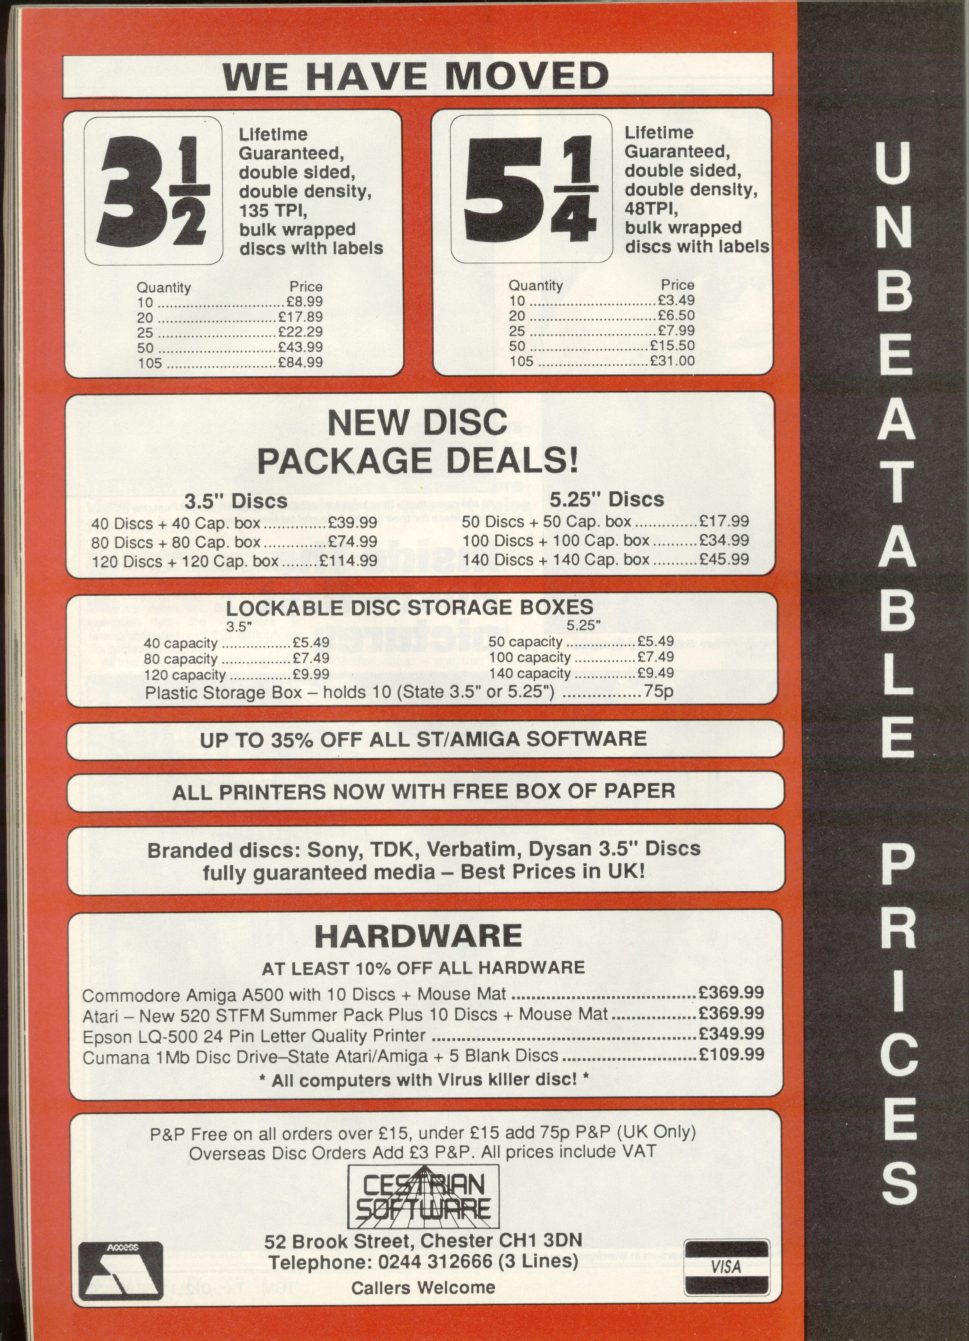 WE HAVE MOVED
3 1/2
Lifetime
Guaranteed,
double sided,
double density,
135 TPI,
bulk wrapped
discs with labels
Quantity Price
10 ............................£8.99
20 ..........................£17.89
25 ..........................£22.29
50 ..........................£43.99
105 ........................£84.99
5 1/4
Lifetime
Guaranteed,
double sided,
double density,
48TPI,
bulk wrapped
discs with labels
Quantity Price
10 ............................£3.49
20 ............................£6.50
25 ............................£7.99
50 ..........................£15.50
105 ........................£31.00
NEW DISC
PACKAGE DEALS!
3.5" Discs
40 Discs + 40 Cap. box ............£39.99
80 Discs + 80 Cap. box ............£74.99
120 Discs + 120 Cap. box ......£114.99
5.25" Discs
50 Discs + 50 Cap. box ............£17.99
100 Discs + 100 Cap. box ........£34.99
140 Discs + 140 Cap. box ........£45.99
LOCKABLE DISC STORAGE BOXES
3.5"
40 capacity ................£5.49
80 capacity ................£7.49
120 capacity ..............£9.99
5.25"
50 capacity ................£5.49
100 capacity ..............£7.49
140 capacity ..............£9.49
Plastic Storage Box – holds 10 (State 3.5" or 5.25") ................75p
UP TO 35% OFF ALL ST/AMIGA SOFTWARE
ALL PRINTERS NOW WITH FREE BOX OF PAPER
Branded discs: Sony, TDK, Verbatim, Dysan 3.5" Discs
fully guaranteed media – Best Prices in UK!
HARDWARE
AT LEAST 10% OFF ALL HARDWARE
Commodore Amiga A500 with 10 Discs + Mouse Mat ....................................£369.99
Atari – New 520 STFM Summer Pack Plus 10 Discs + Mouse Mat .................£369.99
Epson LQ-500 24 Pin Letter Quality Printer ....................................................£349.99
Cumana 1Mb Disc Drive–State Atari/Amiga + 5 Blank Discs ..........................£109.99
* All computers with Virus killer disc! *
P&P Free on all orders over £15, under £15 add 75p P&P (UK Only)
Overseas Disc Orders Add £3 P&P. All prices include VAT
CESTRIAN
SOFTWARE
52 Brook Street, Chester CH1 3DN
Telephone: 0244 312666 (3 Lines)
Callers Welcome
Access
VISA
UNBEATABLE PRICES